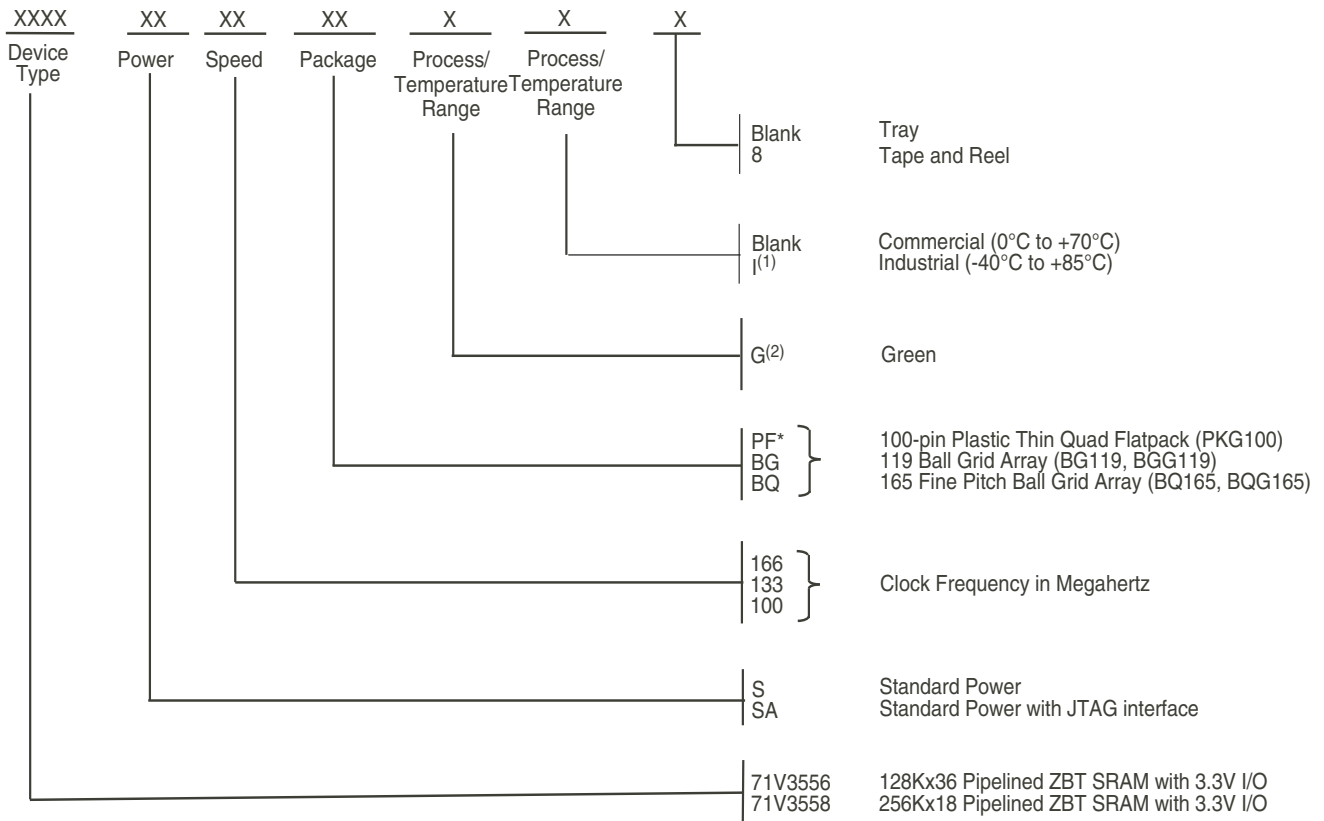 XXXX XX XX XX X X X
Device Type Power Speed Package Process/ Temperature Range Process/ Temperature Range
Blank Tray
8 Tape and Reel
Blank Commercial (0°C to +70°C)
I(1) Industrial (-40°C to +85°C)
G(2) Green
PF* 100-pin Plastic Thin Quad Flatpack (PKG100)
BG 119 Ball Grid Array (BG119, BGG119)
BQ 165 Fine Pitch Ball Grid Array (BQ165, BQG165)
166
133 Clock Frequency in Megahertz
100
S Standard Power
SA Standard Power with JTAG interface
71V3556 128Kx36 Pipelined ZBT SRAM with 3.3V I/O
71V3558 256Kx18 Pipelined ZBT SRAM with 3.3V I/O